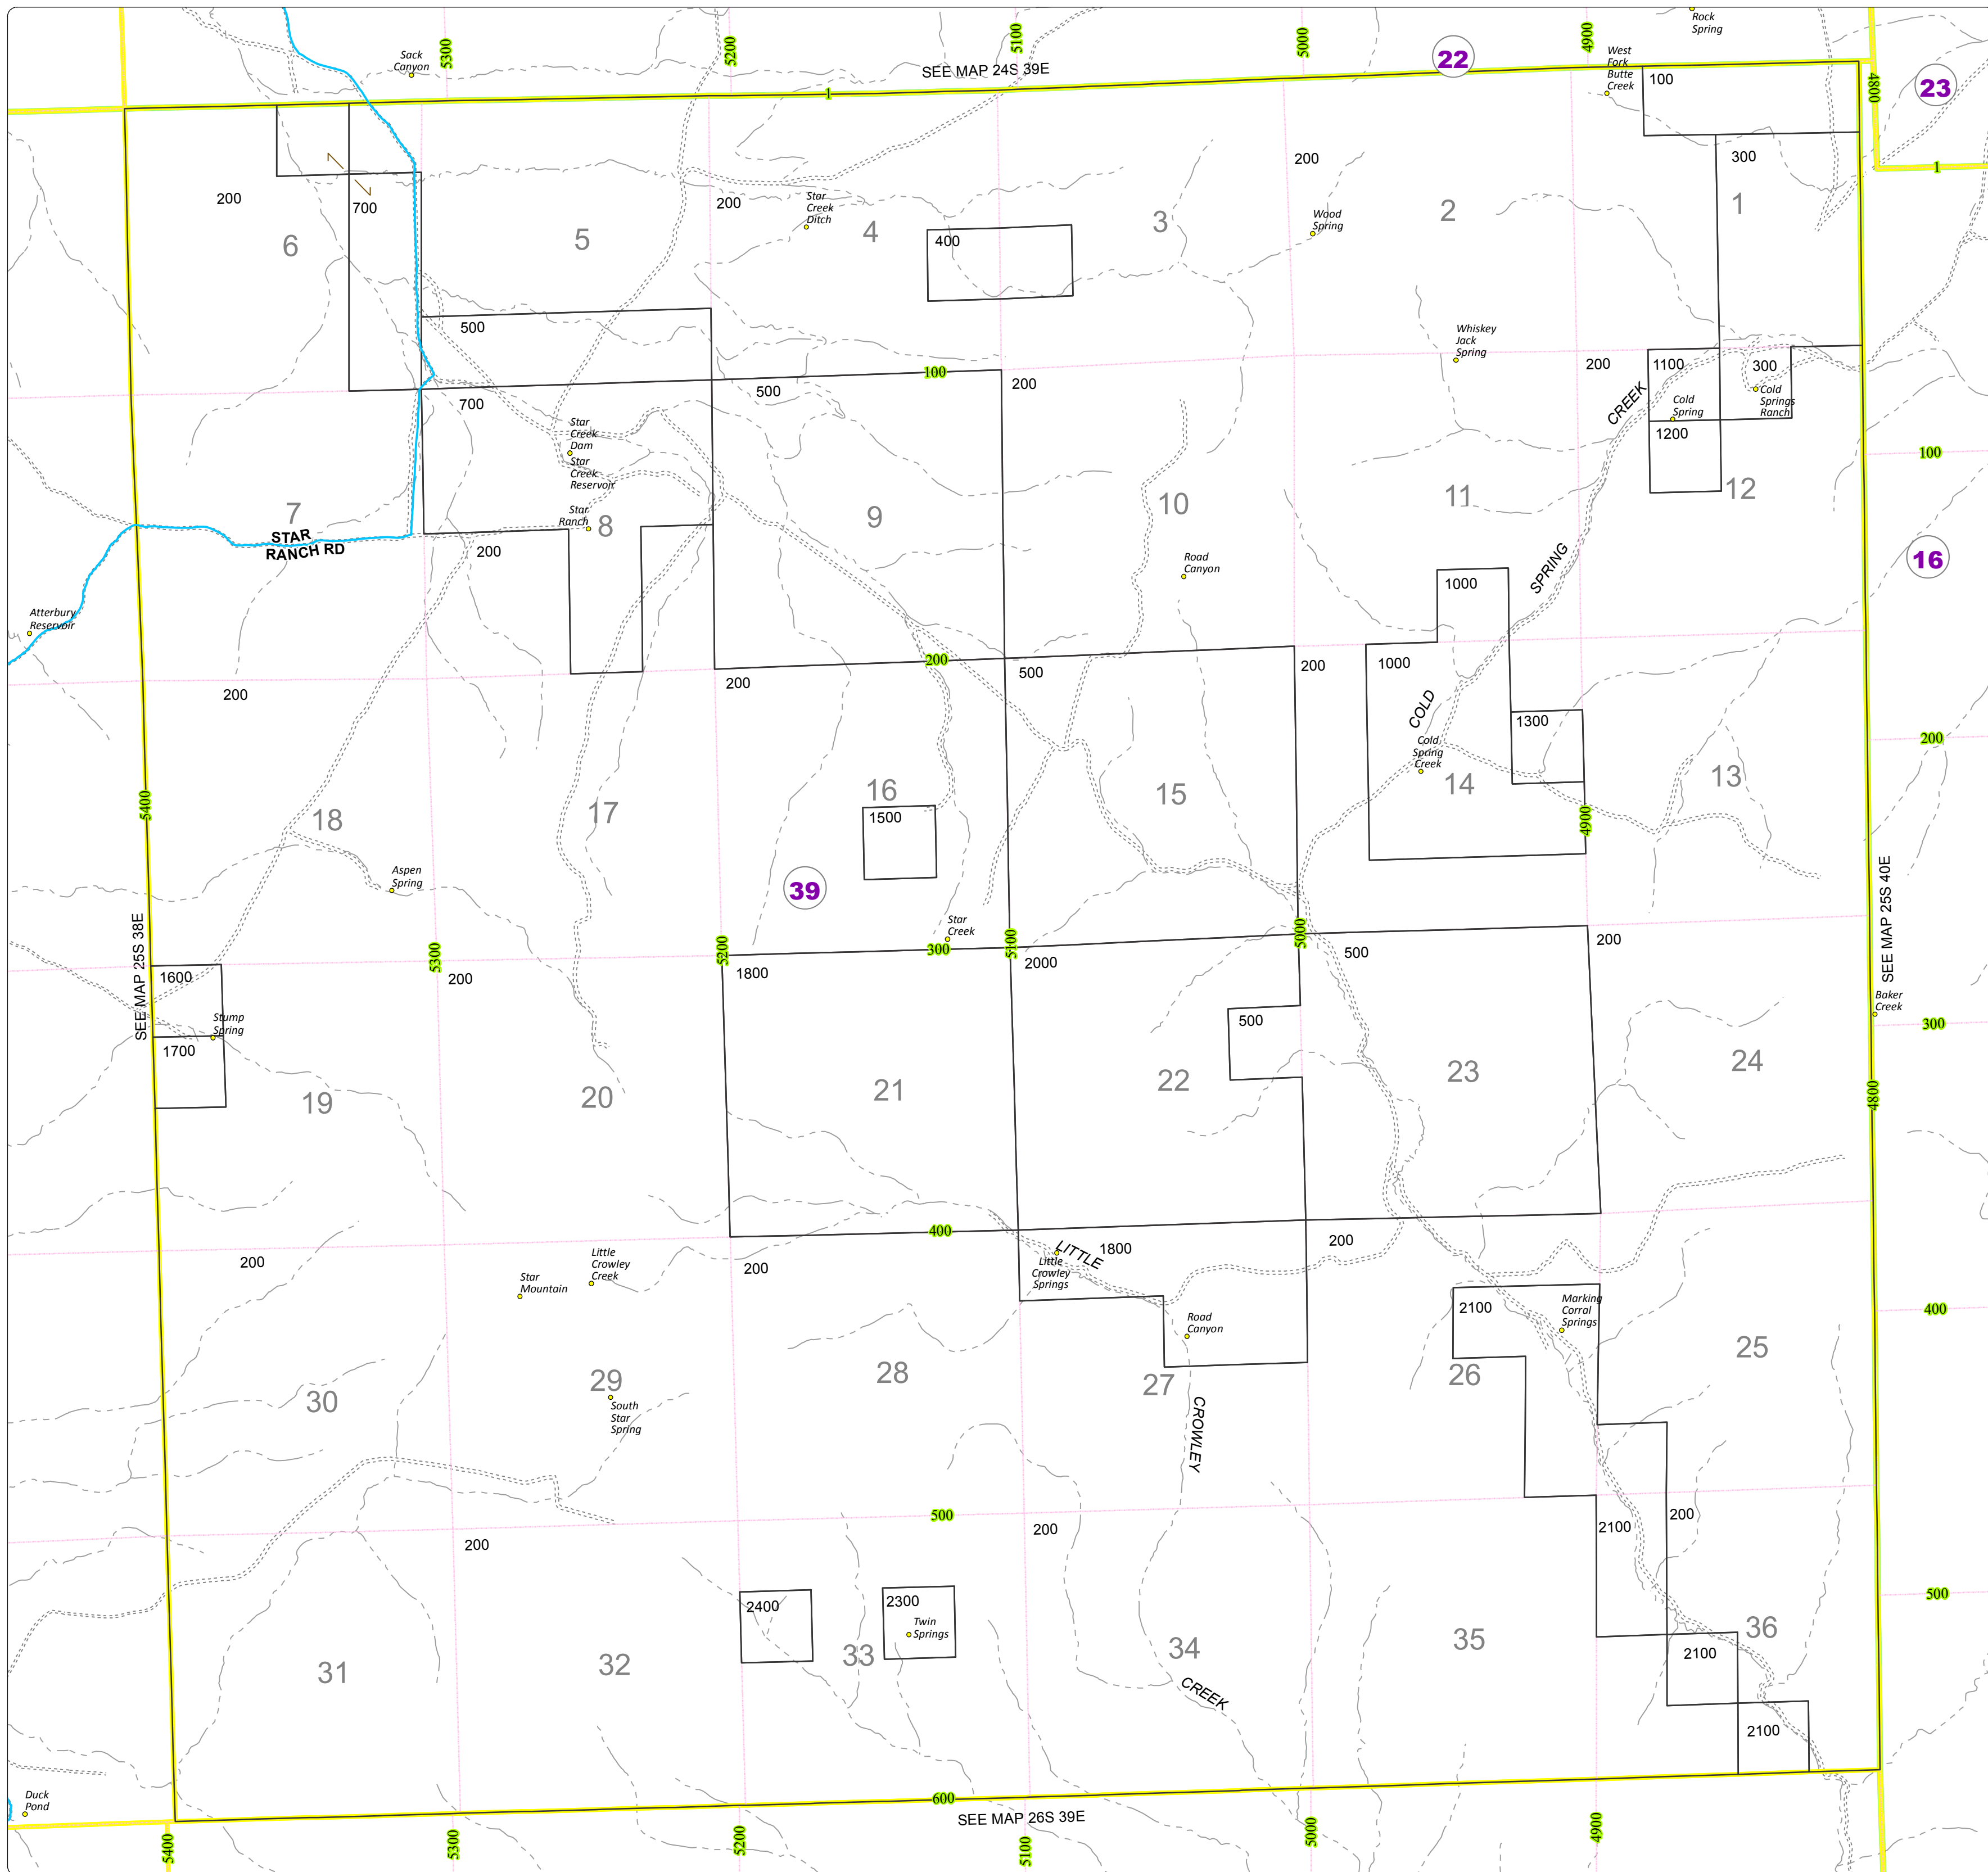 Rock
Spring
Sack
Canyon
5300
5200
5100
5000
4900
West
Fork
Butte
Creek
22
SEE MAP 24S 39E
1
100
4800
23
300
1
200
200
700
200
Star
Creek
Ditch
Wood
Spring
6
5
4
3
2
1
400
500
Whiskey
Jack
Spring
100
500
200
200
1100
300
700
Cold
Spring
Cold
Springs
Ranch
CREEK
Star
Creek
Dam
Star
Creek
Reservoir
1200
100
Star
Ranch
7
8
9
10
11
12
STAR
RANCH RD
200
Road
Canyon
SPRING
1000
16
Atterbury
Reservoir
200
200
200
500
200
1000
COLD
1300
Cold
Spring
Creek
200
5400
18
17
16
15
14
13
1500
4900
Aspen
Spring
39
Star
Creek
SEE MAP 25S 38E
5300
5200
300
5100
5000
SEE MAP 25S 40E
1600
200
1800
2000
500
200
Stump
Spring
1700
500
Baker
Creek
300
19
20
21
22
23
24
4800
400
200
Star
Mountain
Little
Crowley
Creek
200
LITTLE
Little
Crowley
Springs
1800
200
2100
Marking
Corral
Springs
400
Road
Canyon
30
29
28
27
26
25
South
Star
Spring
CROWLEY
500
200
200
2100
200
500
2400
2300
Twin
Springs
31
32
33
34
35
36
2100
CREEK
2100
Duck
Pond
600
SEE MAP 26S 39E
5400
5300
5200
5100
5000
4900